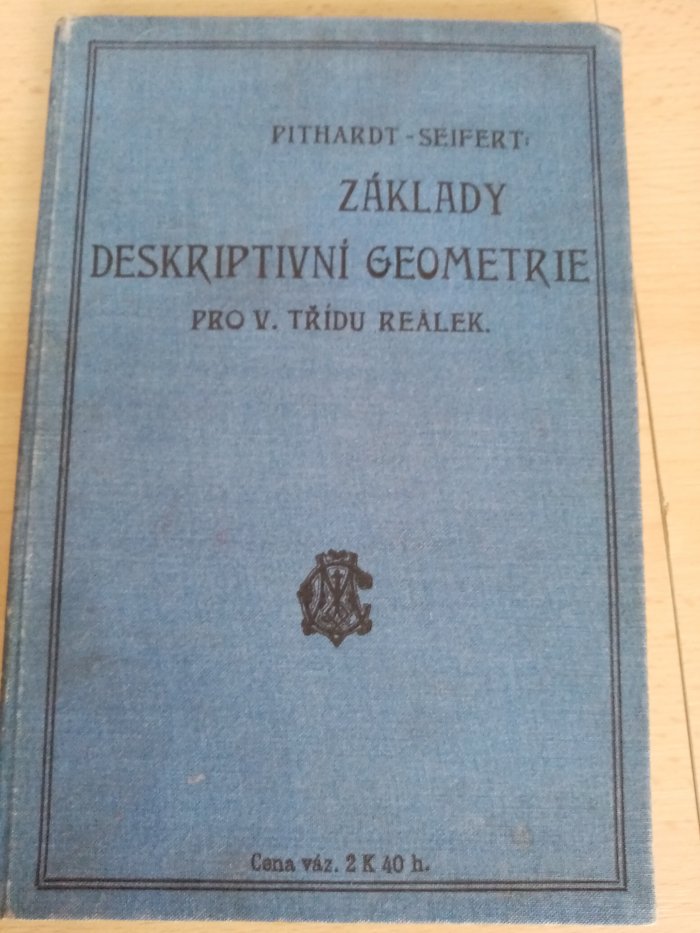 PITHARDT-SEIFERT:
ZÁKLADY
DESKRIPTIVNÍ GEOMETRIE
PRO V. TŘÍDU REÁLEK.
Cena váz. 2 K 40 h.